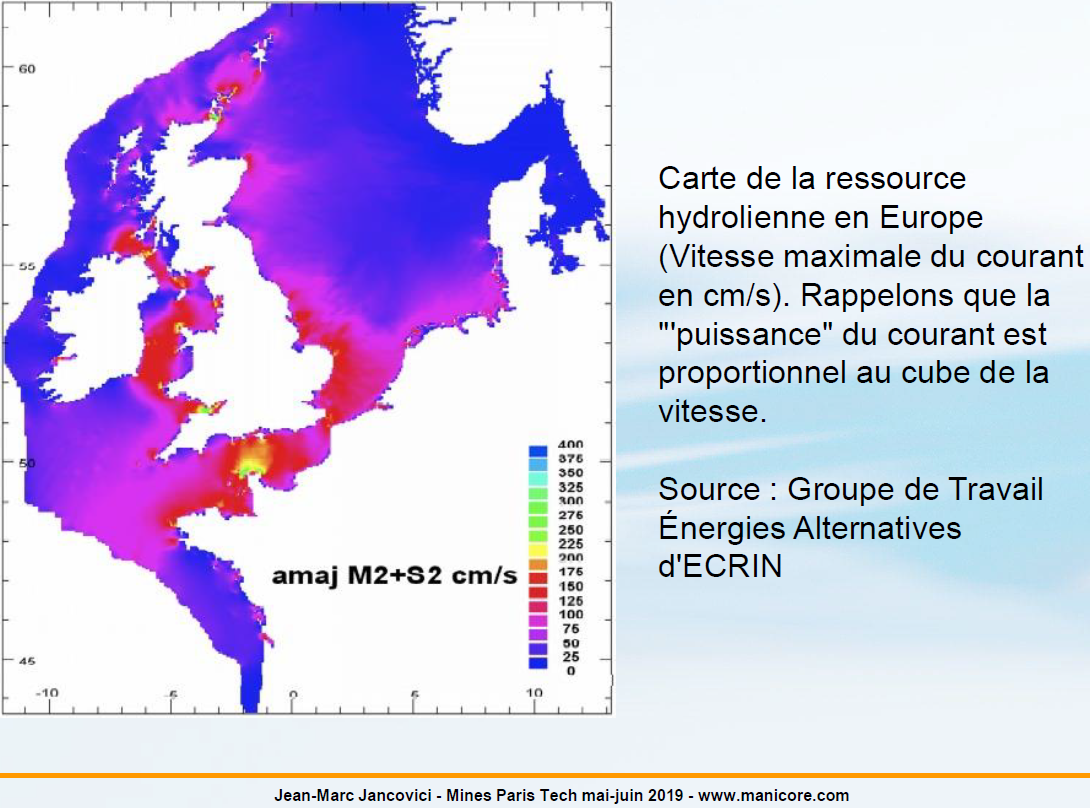 60
55
50
45
-10
-5
0
5
10
amaj M2+S2 cm/s
400
375
350
325
300
275
250
225
200
175
150
125
100
75
50
25
0
Carte de la ressource
hydrolienne en Europe
(Vitesse maximale du courant
en cm/s). Rappelons que la
"'puissance" du courant est
proportionnel au cube de la
vitesse.
Source : Groupe de Travail
Énergies Alternatives
d'ECRIN
Jean-Marc Jancovici - Mines Paris Tech mai-juin 2019 - www.manicore.com